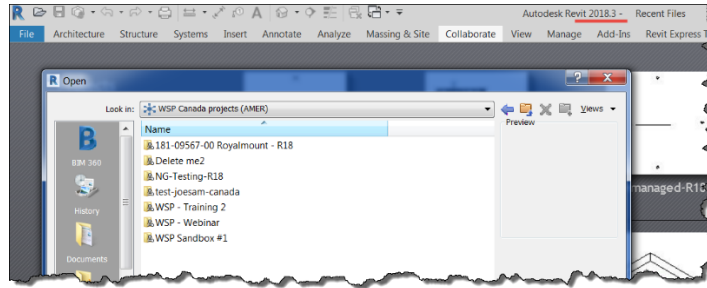 Autodesk Revit 2018.3 - Recent Files
File Architecture Structure Systems Insert Annotate Analyze Massing & Site Collaborate View Manage Add-Ins Revit Express T
R Open
Look in: WSP Canada projects (AMER) Views
Preview
Name
181-09567-00 Royalmount - R18
Delete me2
NG-Testing-R18
test-joesam-canada
WSP - Training 2
WSP - Webinar
WSP Sandbox #1
BIM 360
History
Documents
managed-R18